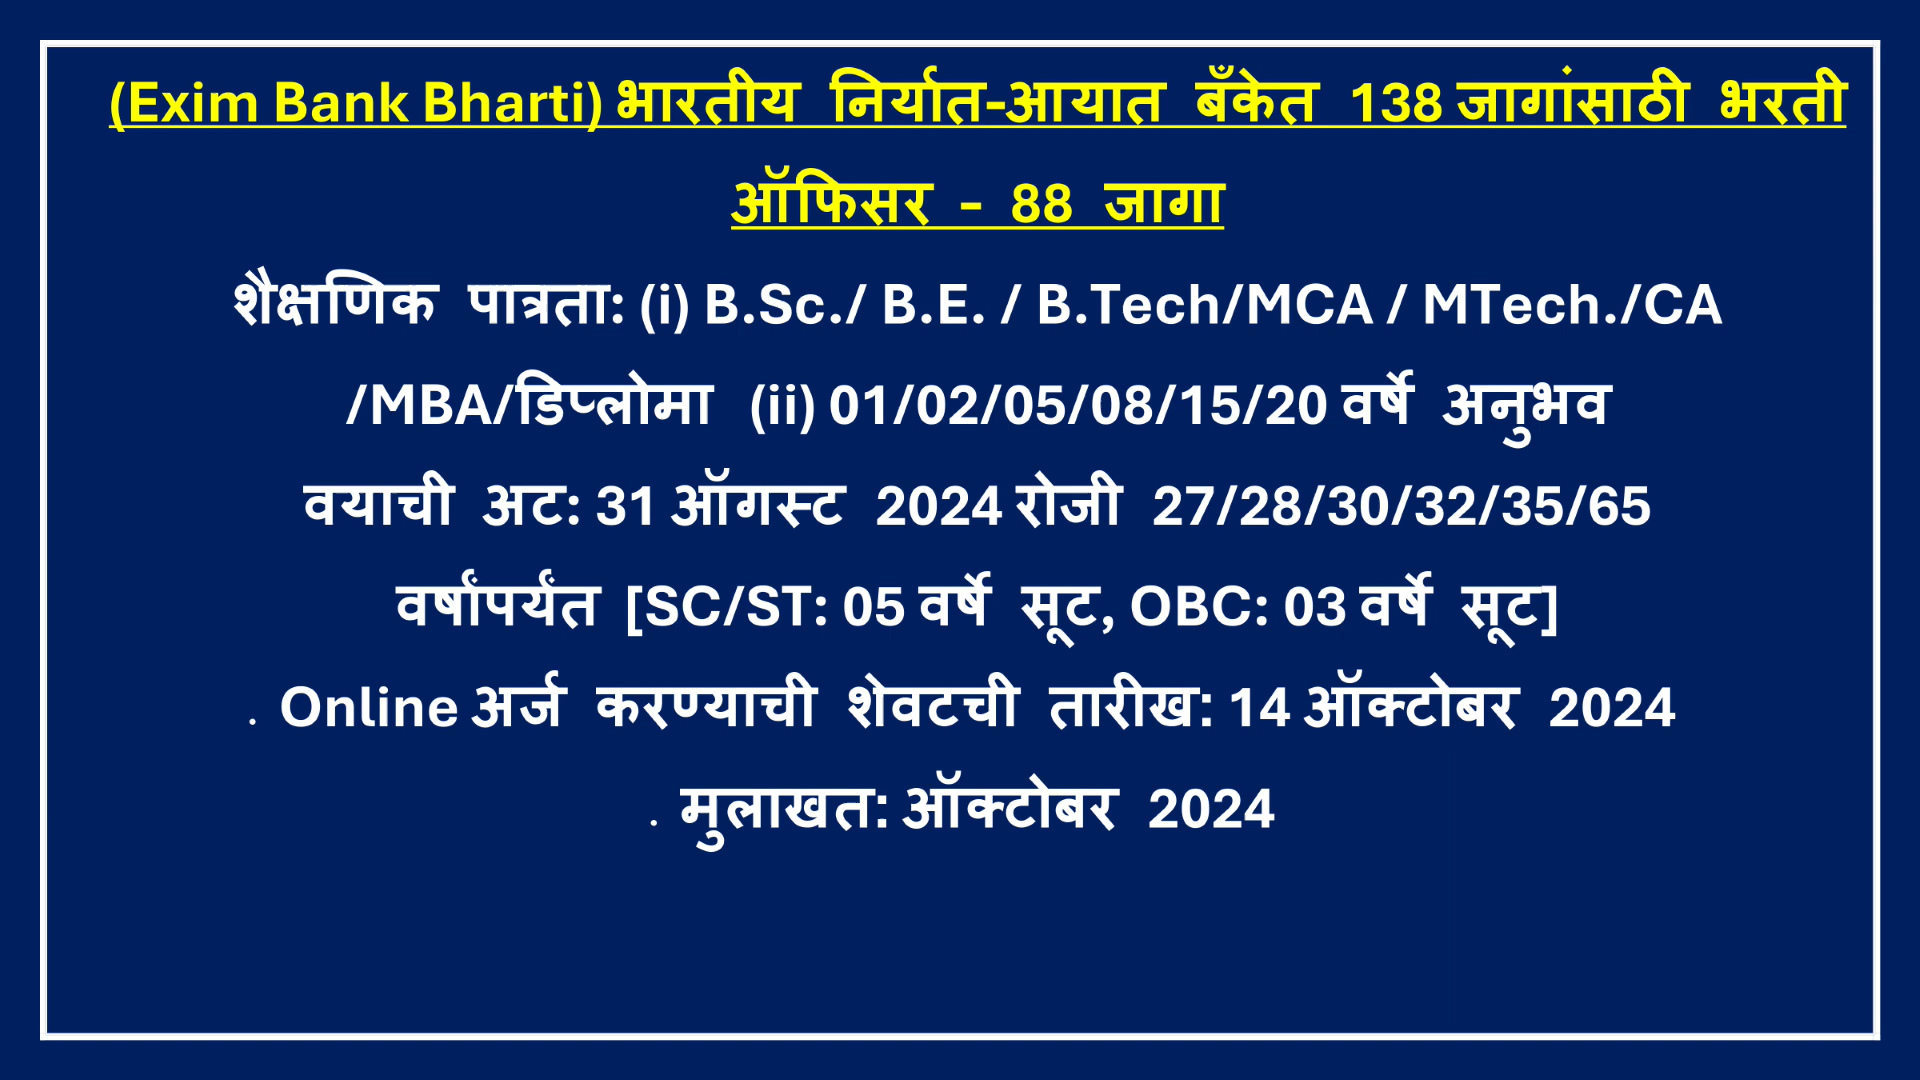 (Exim Bank Bharti) भारतीय निर्यात-आयात बँकेत 138 जागांसाठी भरती
ऑफिसर – 88 जागा
शैक्षणिक पात्रता: (i) B.Sc./ B.E. / B.Tech/MCA / MTech./CA
/MBA/डिप्लोमा (ii) 01/02/05/08/15/20 वर्षे अनुभव
वयाची अट: 31 ऑगस्ट 2024 रोजी 27/28/30/32/35/65
वर्षांपर्यंत [SC/ST: 05 वर्षे सूट, OBC: 03 वर्षे सूट]
. Online अर्ज करण्याची शेवटची तारीख: 14 ऑक्टोबर 2024
. मुलाखत: ऑक्टोबर 2024